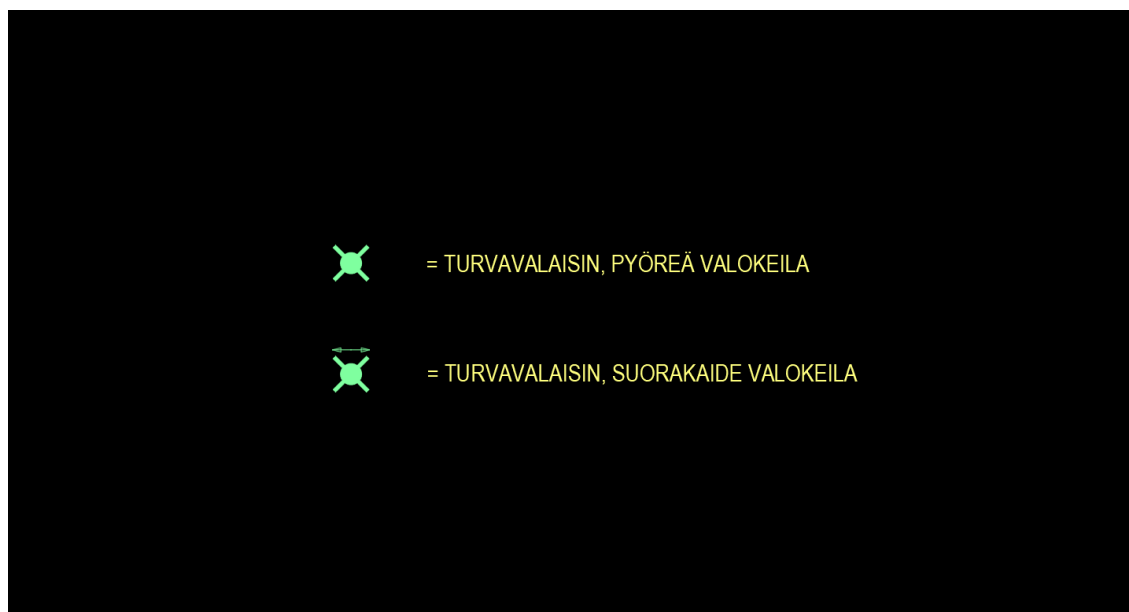 = TURVAVALAISIN, PYÖREÄ VALOKEILA
= TURVAVALAISIN, SUORAKAIDE VALOKEILA